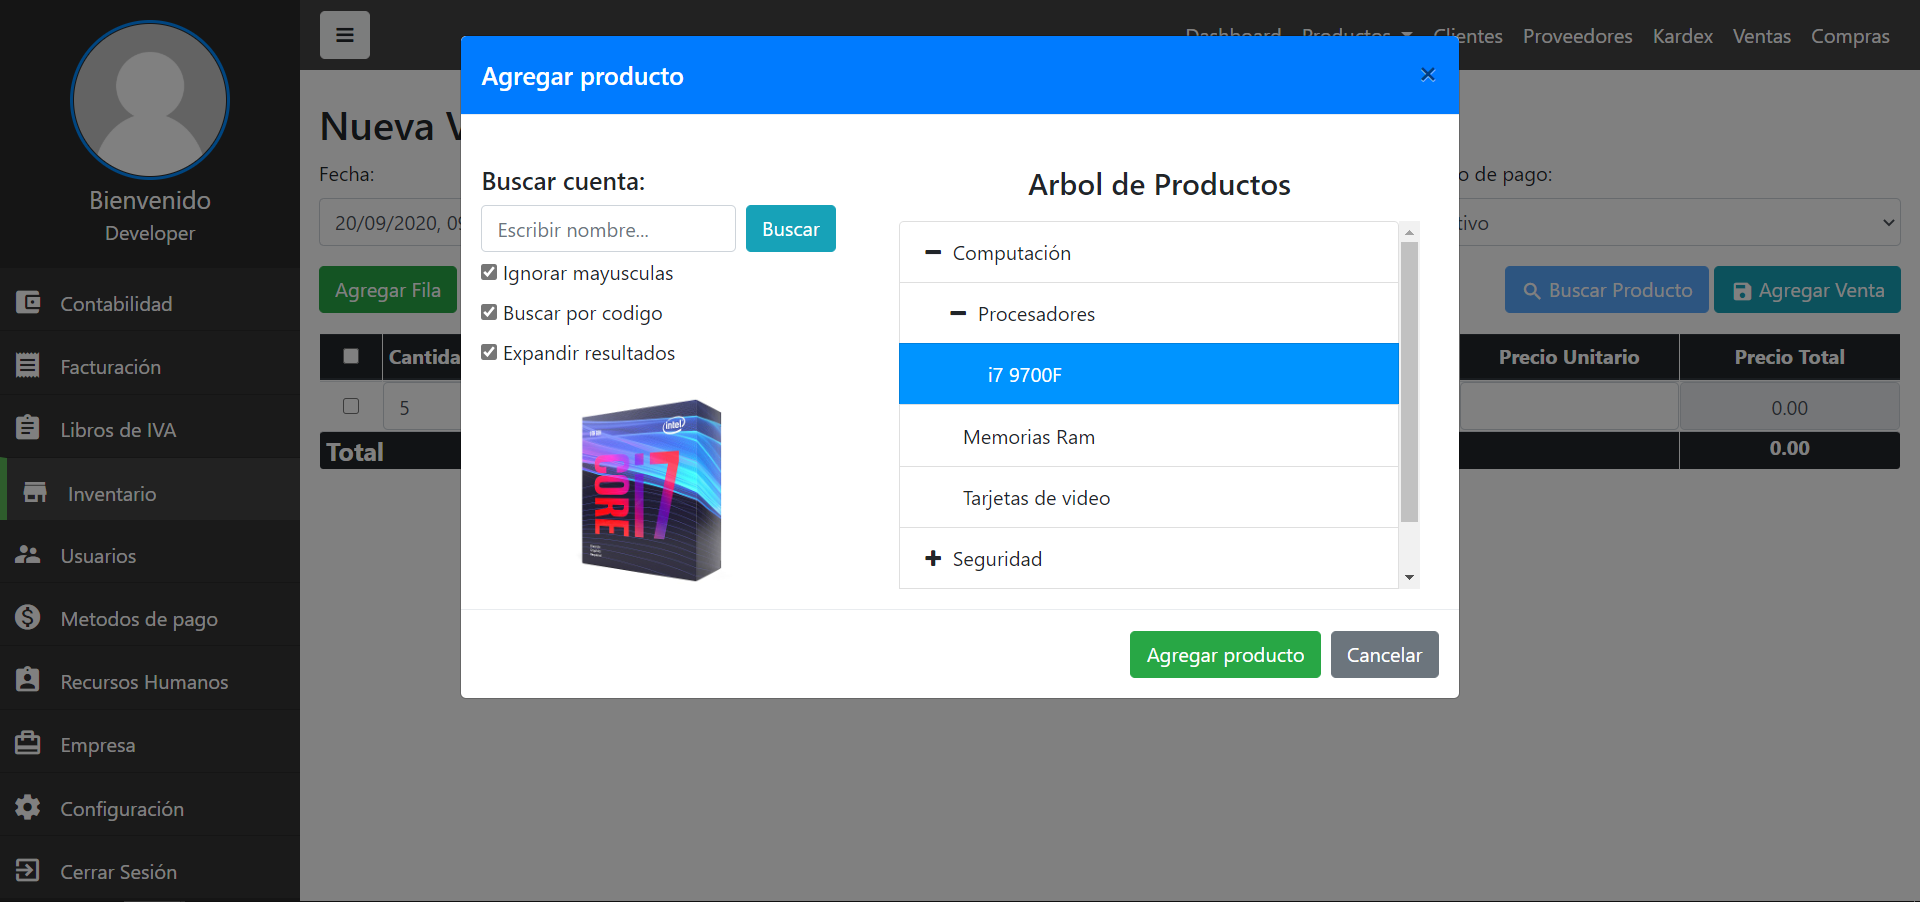 Bienvenido
Developer
Contabilidad
Facturación
Libros de IVA
Inventario
Usuarios
Metodos de pago
Recursos Humanos
Empresa
Configuración
Cerrar Sesión
Dashboard Productos Clientes Proveedores Kardex Ventas Compras
Nueva V
Fecha:
o de pago:
20/09/2020, 09
tivo
Agregar Fila
Buscar Producto
Agregar Venta
Cantida
Precio Unitario
Precio Total
5
0.00
Total
0.00
Agregar producto
×
Buscar cuenta:
Escribir nombre...
Buscar
Ignorar mayusculas
Buscar por codigo
Expandir resultados
intel
CORE i7
Arbol de Productos
Computación
Procesadores
i7 9700F
Memorias Ram
Tarjetas de video
Seguridad
Agregar producto
Cancelar